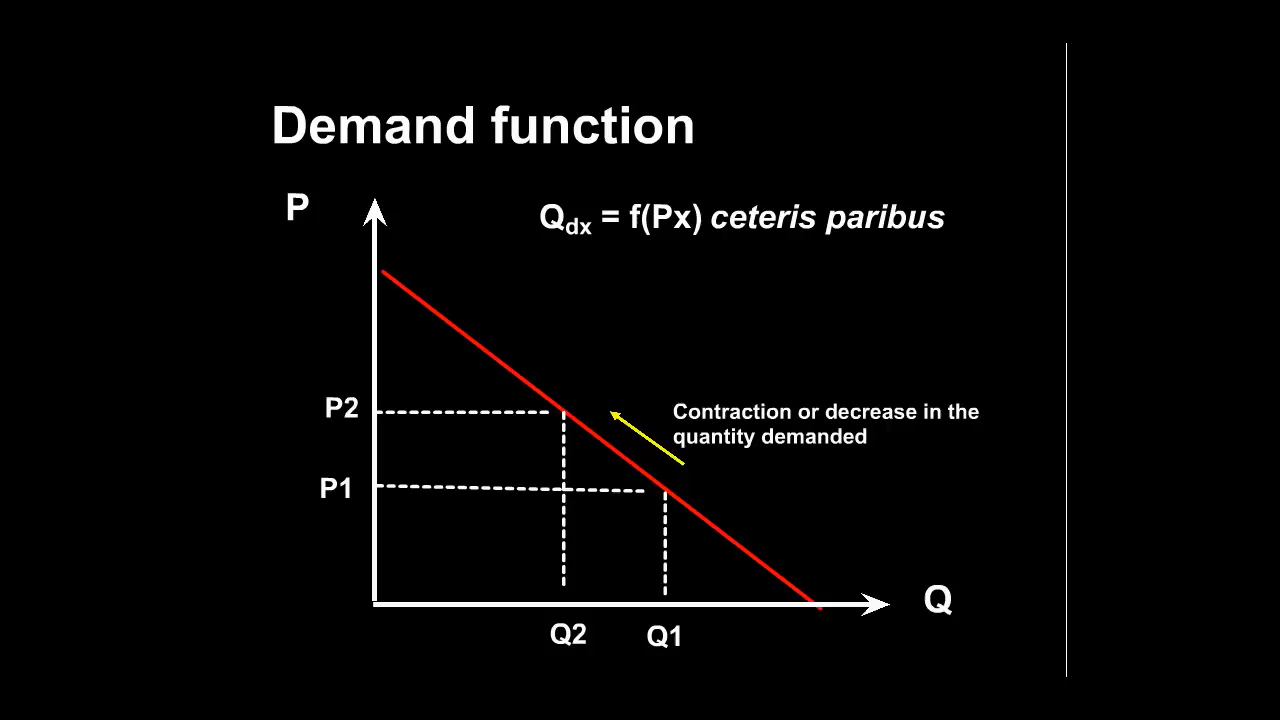 Demand function
P
Qdx = f(Px) ceteris paribus
P2
Contraction or decrease in the
quantity demanded
P1
Q
Q2
Q1